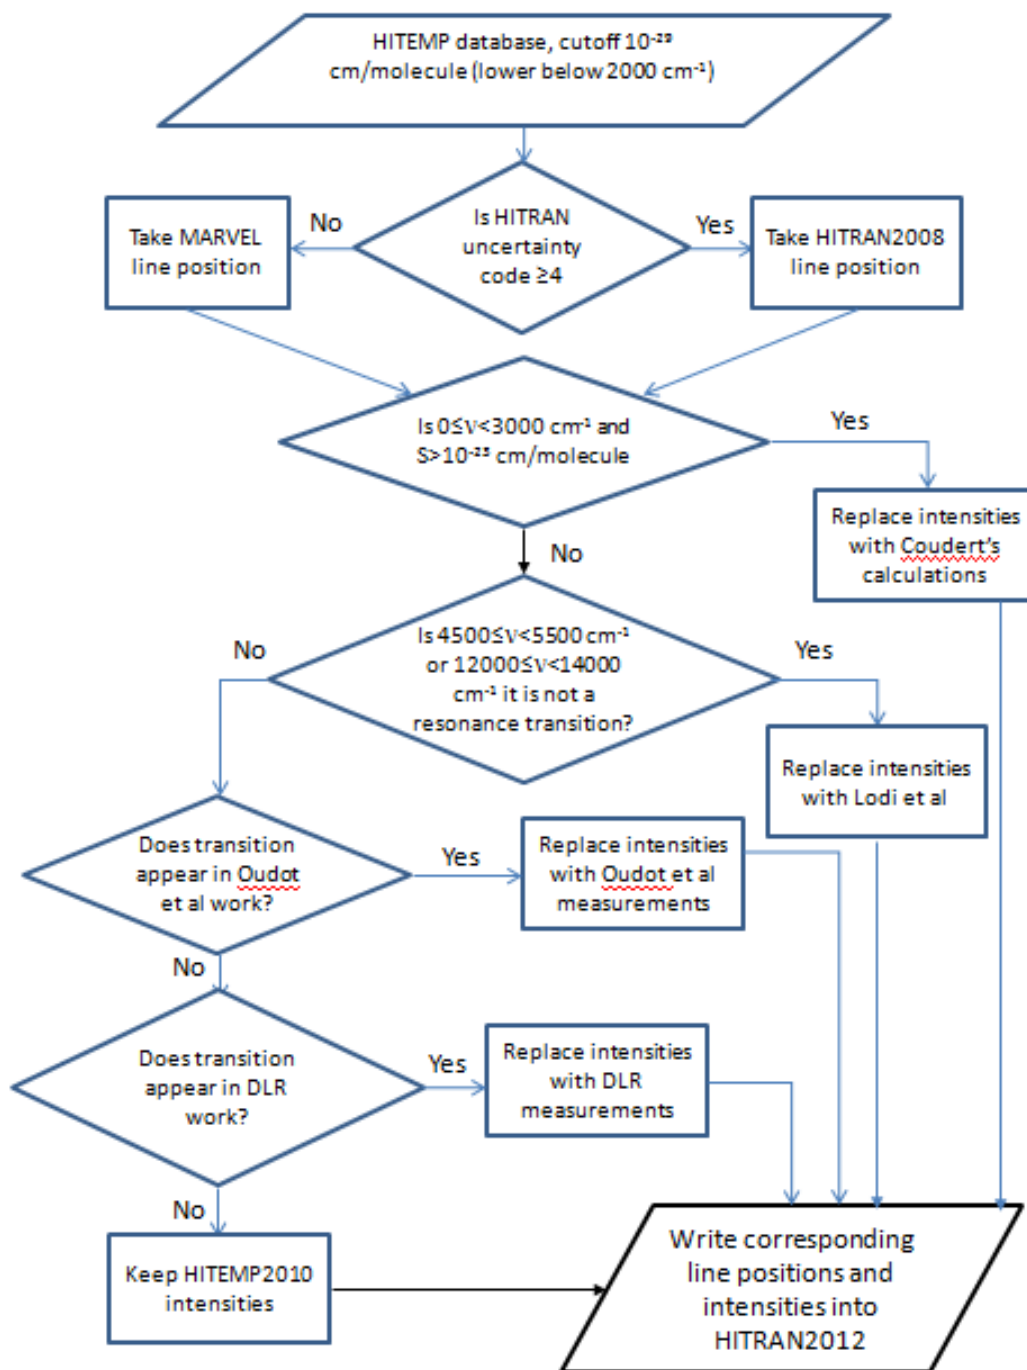 HITEMP database, cutoff 10⁻²⁹
cm/molecule (lower below 2000 cm⁻¹)
No
Is HITRAN
uncertainty
code ≥4
Yes
Take MARVEL
line position
Take HITRAN2008
line position
Is 0≤ν<3000 cm⁻¹ and
S>10⁻²⁵ cm/molecule
Yes
Replace intensities
with Coudert's
calculations
No
Is 4500≤ν<5500 cm⁻¹
or 12000≤ν<14000
cm⁻¹ it is not a
resonance transition?
No
Yes
Replace intensities
with Lodi et al
Does transition
appear in Oudot
et al work?
Yes
Replace intensities
with Oudot et al
measurements
No
Does transition
appear in DLR
work?
Yes
Replace intensities
with DLR
measurements
No
Keep HITEMP2010
intensities
Write corresponding
line positions and
intensities into
HITRAN2012